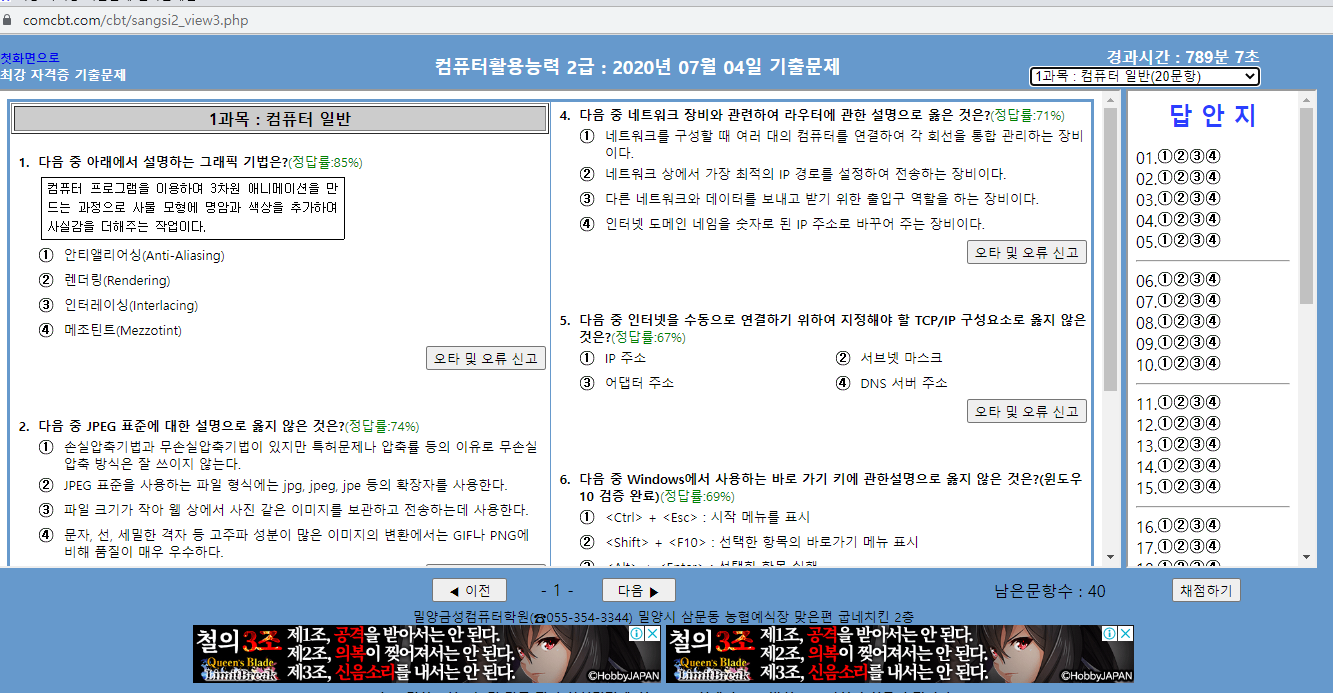 comcbt.com/cbt/sangsi2_view3.php
첫화면으로
최강 자격증 기출문제
컴퓨터활용능력 2급 : 2020년 07월 04일 기출문제
경과시간 : 789분 7초
1과목 : 컴퓨터 일반(20문항)
1과목 : 컴퓨터 일반
1. 다음 중 아래에서 설명하는 그래픽 기법은?(정답률:85%)
컴퓨터 프로그램을 이용하여 3차원 애니메이션을 만
드는 과정으로 사물 모형에 명암과 색상을 추가하여
사실감을 더해주는 작업이다.
① 안티앨리어싱(Anti-Aliasing)
② 렌더링(Rendering)
③ 인터레이싱(Interlacing)
④ 메조틴트(Mezzotint)
오타 및 오류 신고
2. 다음 중 JPEG 표준에 대한 설명으로 옳지 않은 것은?(정답률:74%)
① 손실압축기법과 무손실압축기법이 있지만 특허문제나 압축률 등의 이유로 무손실
압축 방식은 잘 쓰이지 않는다.
② JPEG 표준을 사용하는 파일 형식에는 jpg, jpeg, jpe 등의 확장자를 사용한다.
③ 파일 크기가 작아 웹 상에서 사진 같은 이미지를 보관하고 전송하는데 사용한다.
④ 문자, 선, 세밀한 격자 등 고주파 성분이 많은 이미지의 변환에서는 GIF나 PNG에
비해 품질이 매우 우수하다.
4. 다음 중 네트워크 장비와 관련하여 라우터에 관한 설명으로 옳은 것은?(정답률:71%)
① 네트워크를 구성할 때 여러 대의 컴퓨터를 연결하여 각 회선을 통합 관리하는 장비
이다.
② 네트워크 상에서 가장 최적의 IP 경로를 설정하여 전송하는 장비이다.
③ 다른 네트워크와 데이터를 보내고 받기 위한 출입구 역할을 하는 장비이다.
④ 인터넷 도메인 네임을 숫자로 된 IP 주소로 바꾸어 주는 장비이다.
오타 및 오류 신고
5. 다음 중 인터넷을 수동으로 연결하기 위하여 지정해야 할 TCP/IP 구성요소로 옳지 않은
것은?(정답률:67%)
① IP 주소 ② 서브넷 마스크
③ 어댑터 주소 ④ DNS 서버 주소
오타 및 오류 신고
6. 다음 중 Windows에서 사용하는 바로 가기 키에 관한설명으로 옳지 않은 것은?(윈도우
10 검증 완료)(정답률:69%)
① <Ctrl> + <Esc> : 시작 메뉴를 표시
② <Shift> + <F10> : 선택한 항목의 바로가기 메뉴 표시
③ <Alt> + <Enter> : 선택한 항목 실행
답 안 지
01.①②③④
02.①②③④
03.①②③④
04.①②③④
05.①②③④
06.①②③④
07.①②③④
08.①②③④
09.①②③④
10.①②③④
11.①②③④
12.①②③④
13.①②③④
14.①②③④
15.①②③④
16.①②③④
17.①②③④
◀ 이전 - 1 - 다음 ▶ 남은문항수 : 40 채점하기
밀양금성컴퓨터학원(☎055-354-3344) 밀양시 삼문동 농협예식장 맞은편 굽네치킨 2층
철의 3조
Queen's Blade
LimitBreak
제1조, 공격을 받아서는 안 된다.
제2조, 의복이 찢어져서는 안 된다.
제3조, 신음소리를 내서는 안 된다.
©HobbyJAPAN
철의 3조
Queen's Blade
LimitBreak
제1조, 공격을 받아서는 안 된다.
제2조, 의복이 찢어져서는 안 된다.
제3조, 신음소리를 내서는 안 된다.
©HobbyJAPAN